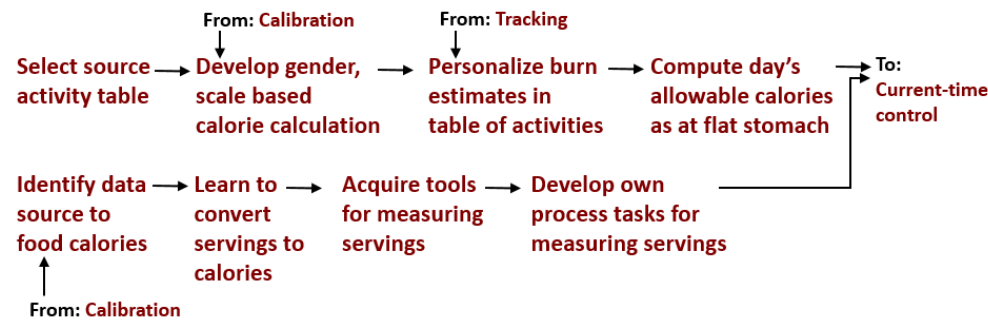 From: Calibration
From: Tracking
Select source
activity table
Develop gender,
scale based
calorie calculation
Personalize burn
estimates in
table of activities
Compute day's
allowable calories
as at flat stomach
To:
Current-time
control
Identify data
source to
food calories
Learn to
convert
servings to
calories
Acquire tools
for measuring
servings
Develop own
process tasks for
measuring servings
From: Calibration